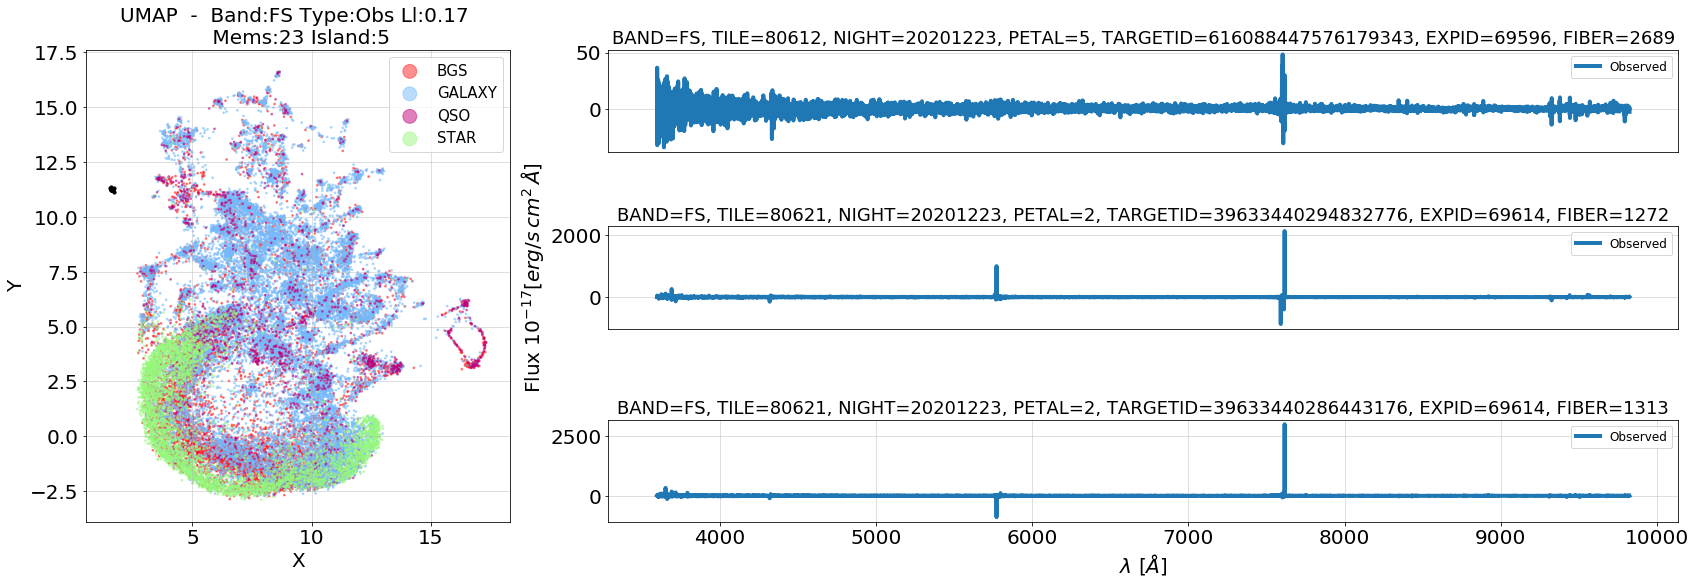 UMAP - Band:FS Type:Obs Ll:0.17
Mems:23 Island:5
17.5
15.0
12.5
10.0
7.5
5.0
2.5
0.0
−2.5
Y
5
10
15
X
BGS
GALAXY
QSO
STAR
Flux 10^{-17}[erg/s cm^2 Å]
BAND=FS, TILE=80612, NIGHT=20201223, PETAL=5, TARGETID=616088447576179343, EXPID=69596, FIBER=2689
50
0
Observed
BAND=FS, TILE=80621, NIGHT=20201223, PETAL=2, TARGETID=39633440294832776, EXPID=69614, FIBER=1272
2000
0
Observed
BAND=FS, TILE=80621, NIGHT=20201223, PETAL=2, TARGETID=39633440286443176, EXPID=69614, FIBER=1313
2500
0
Observed
4000
5000
6000
7000
8000
9000
10000
λ [Å]